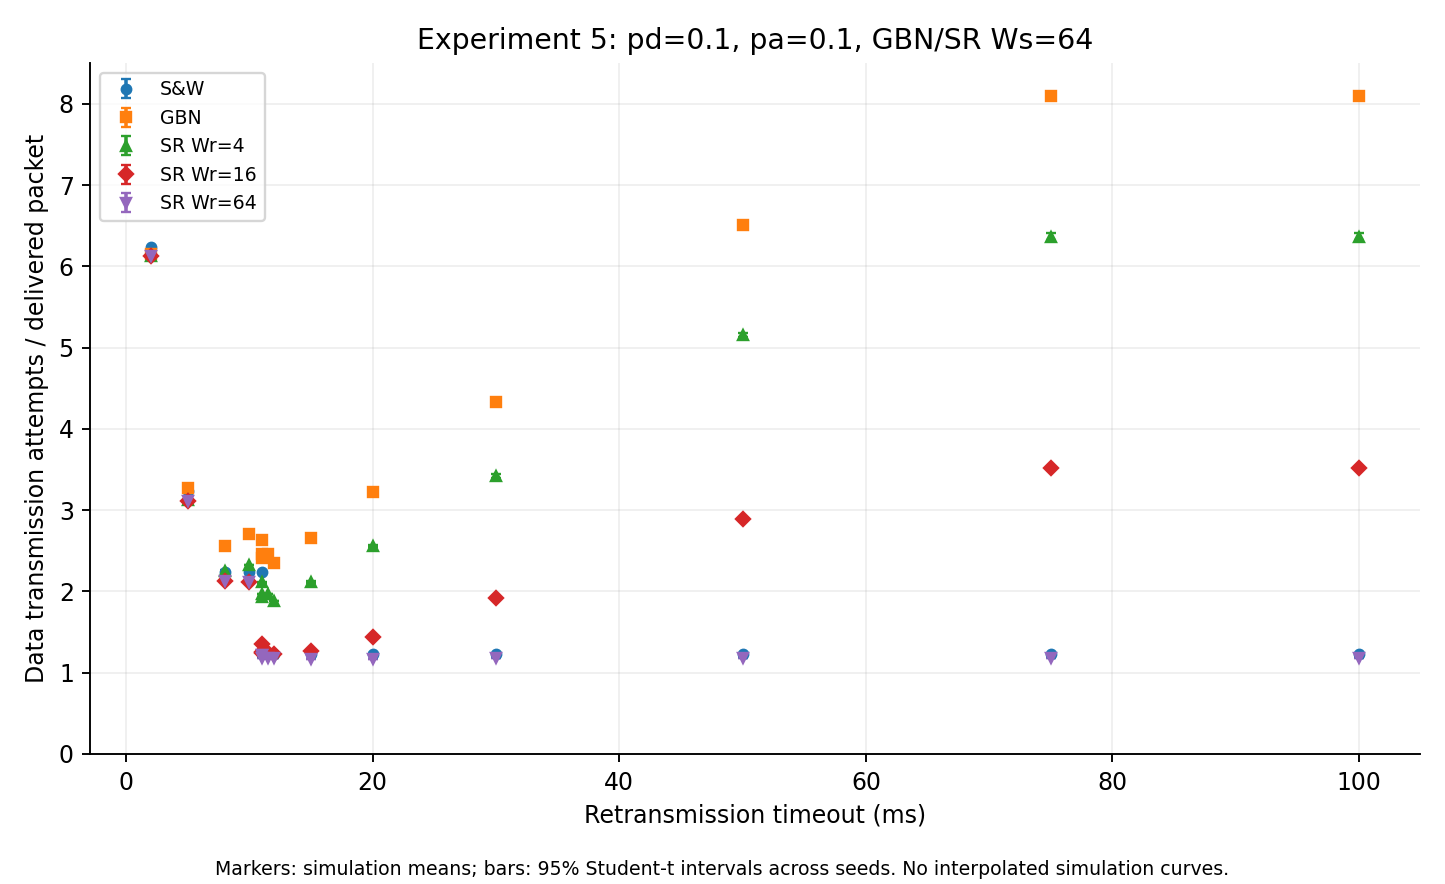 Experiment 5: pd=0.1, pa=0.1, GBN/SR Ws=64
S&W
GBN
SR Wr=4
SR Wr=16
SR Wr=64
Data transmission attempts / delivered packet
8
7
6
5
4
3
2
1
0
0 20 40 60 80 100
Retransmission timeout (ms)
Markers: simulation means; bars: 95% Student-t intervals across seeds. No interpolated simulation curves.